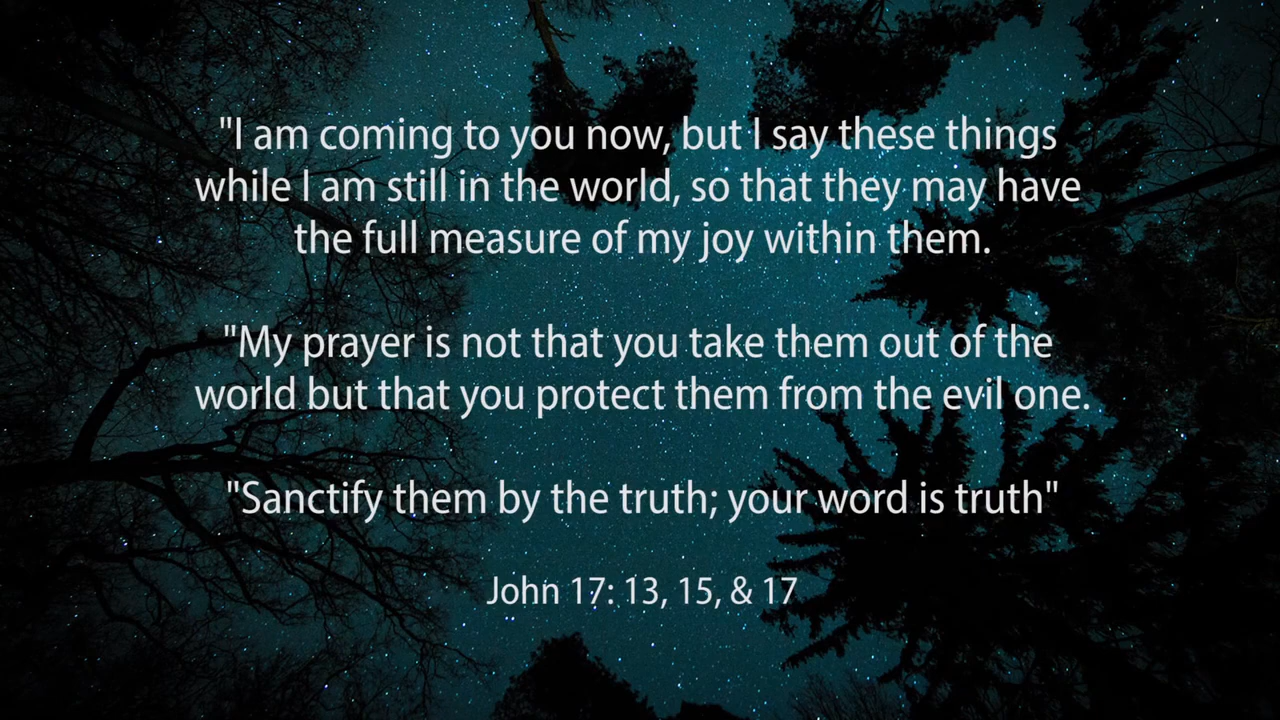 "I am coming to you now, but I say these things
while I am still in the world, so that they may have
the full measure of my joy within them.
"My prayer is not that you take them out of the
world but that you protect them from the evil one.
"Sanctify them by the truth; your word is truth"
John 17: 13, 15, & 17